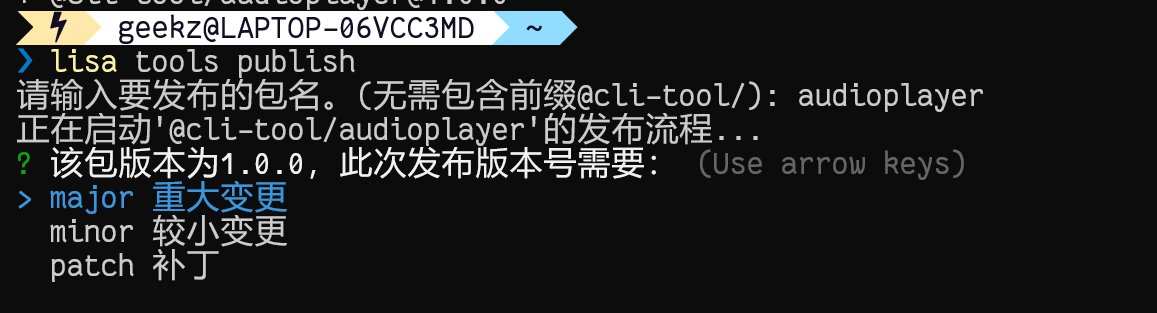 geekz@LAPTOP-06VCC3MD ~
❯ lisa tools publish
请输入要发布的包名。(无需包含前缀@cli-tool/): audioplayer
正在启动'@cli-tool/audioplayer'的发布流程...
? 该包版本为1.0.0, 此次发布版本号需要: (Use arrow keys)
> major 重大变更
minor 较小变更
patch 补丁